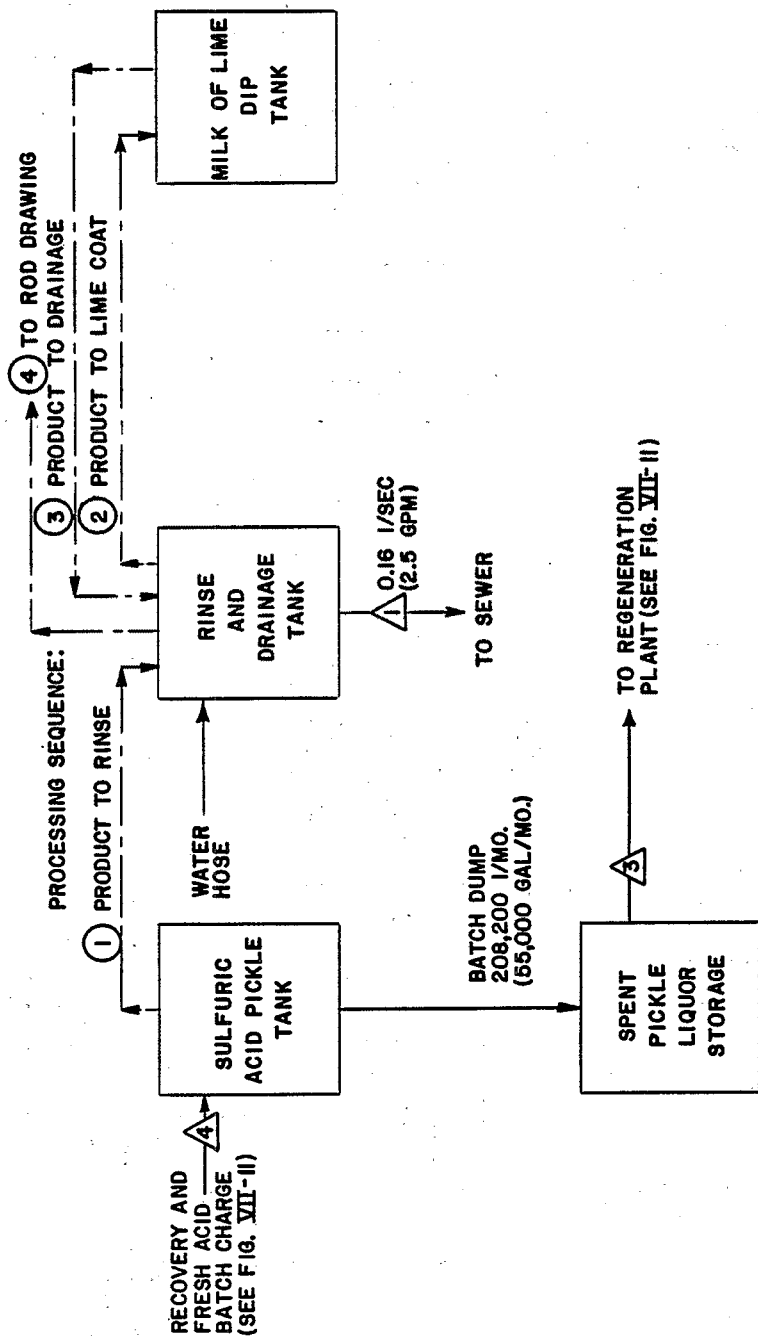 PROCESSING SEQUENCE:
1 PRODUCT TO RINSE
4 TO ROD DRAWING
3 PRODUCT TO DRAINAGE
2 PRODUCT TO LIME COAT
RECOVERY AND
FRESH ACID
BATCH CHARGE
(SEE FIG. VII-11)
4
SULFURIC
ACID PICKLE
TANK
WATER
HOSE
RINSE
AND
DRAINAGE
TANK
MILK OF LIME
DIP
TANK
1
0.16 l/SEC
(2.5 GPM)
TO SEWER
BATCH DUMP
208,200 l/MO.
(55,000 GAL/MO.)
SPENT
PICKLE
LIQUOR
STORAGE
3
TO REGENERATION
PLANT (SEE FIG. VII-11)